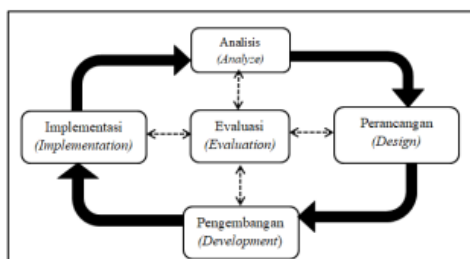 Analisis
(Analyze)
Implementasi
(Implementation)
Evaluasi
(Evaluation)
Perancangan
(Design)
Pengembangan
(Development)